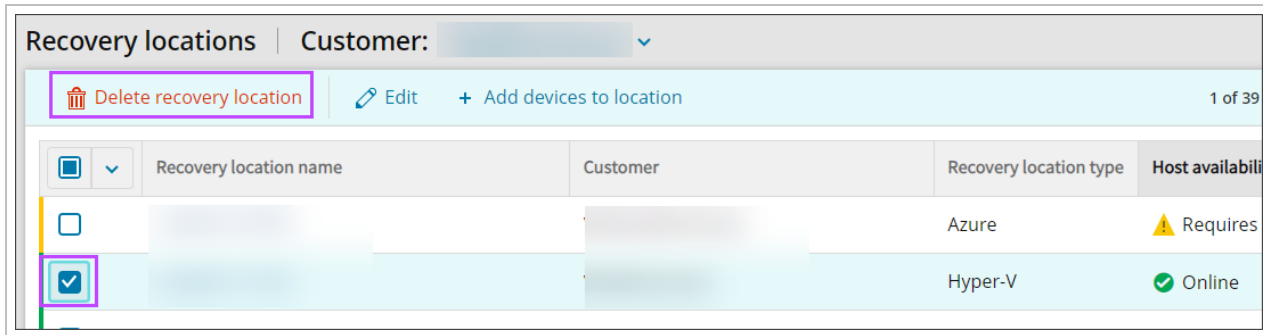 Recovery locations | Customer:
Delete recovery location Edit + Add devices to location 1 of 39
Recovery location name Customer Recovery location type Host availabili
Azure Requires
Hyper-V Online